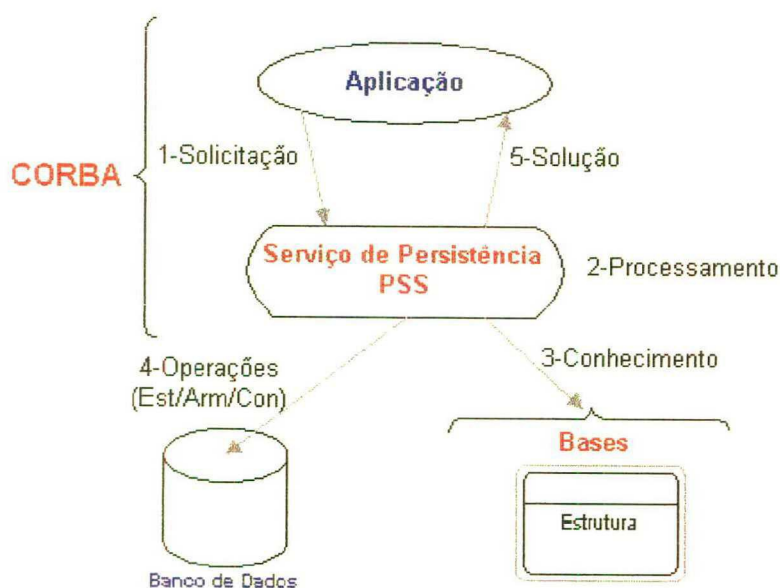 Aplicação
1-Solicitação
5-Solução
CORBA
Serviço de Persistência
PSS
2-Processamento
4-Operações
(Est/Arm/Con)
3-Conhecimento
Bases
Estrutura
Banco de Dados